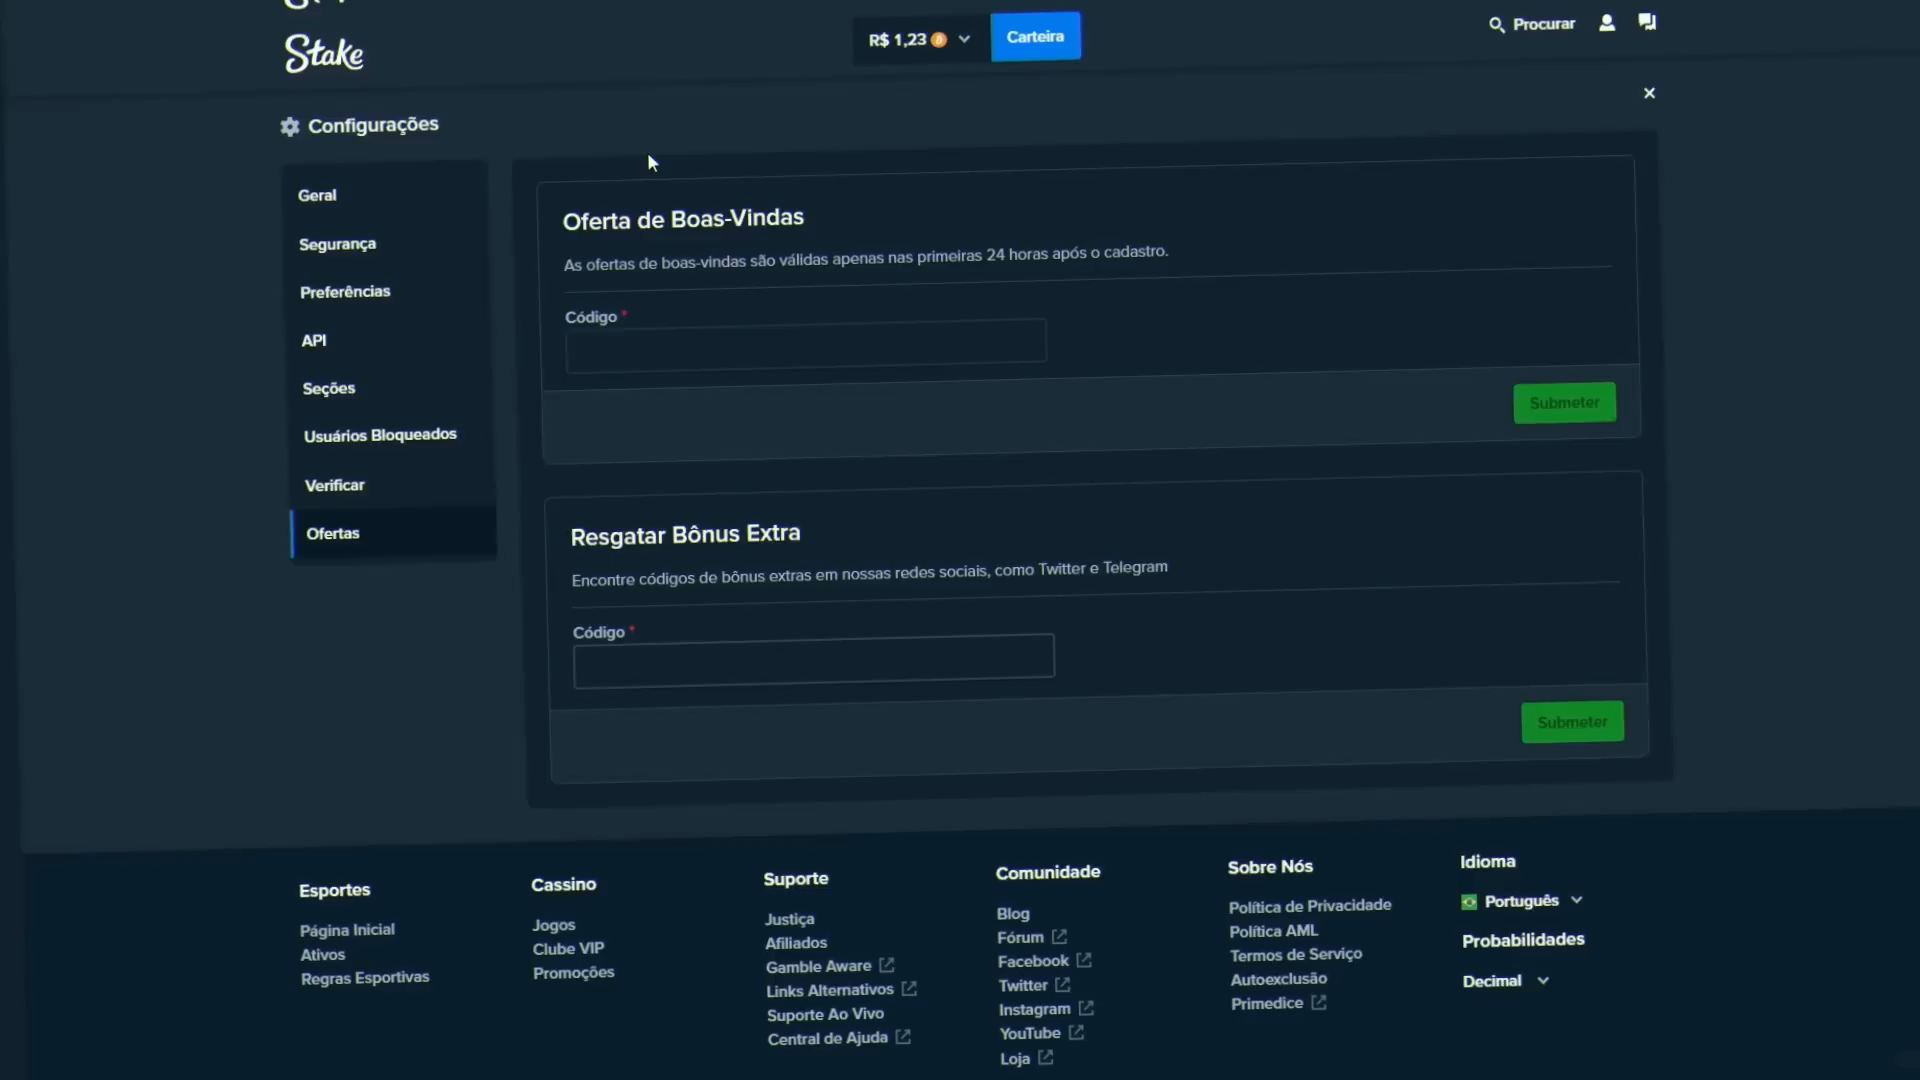 Stake
R$ 1,23
Carteira
Procurar
Configurações
Geral
Segurança
Preferências
API
Seções
Usuários Bloqueados
Verificar
Ofertas
Oferta de Boas-Vindas
As ofertas de boas-vindas são válidas apenas nas primeiras 24 horas após o cadastro.
Código *
Submeter
Resgatar Bônus Extra
Encontre códigos de bônus extras em nossas redes sociais, como Twitter e Telegram
Código *
Submeter
Esportes
Página Inicial
Ativos
Regras Esportivas
Cassino
Jogos
Clube VIP
Promoções
Suporte
Justiça
Afiliados
Gamble Aware
Links Alternativos
Suporte Ao Vivo
Central de Ajuda
Comunidade
Blog
Fórum
Facebook
Twitter
Instagram
YouTube
Loja
Sobre Nós
Política de Privacidade
Política AML
Termos de Serviço
Autoexclusão
Primedice
Idioma
Português
Probabilidades
Decimal